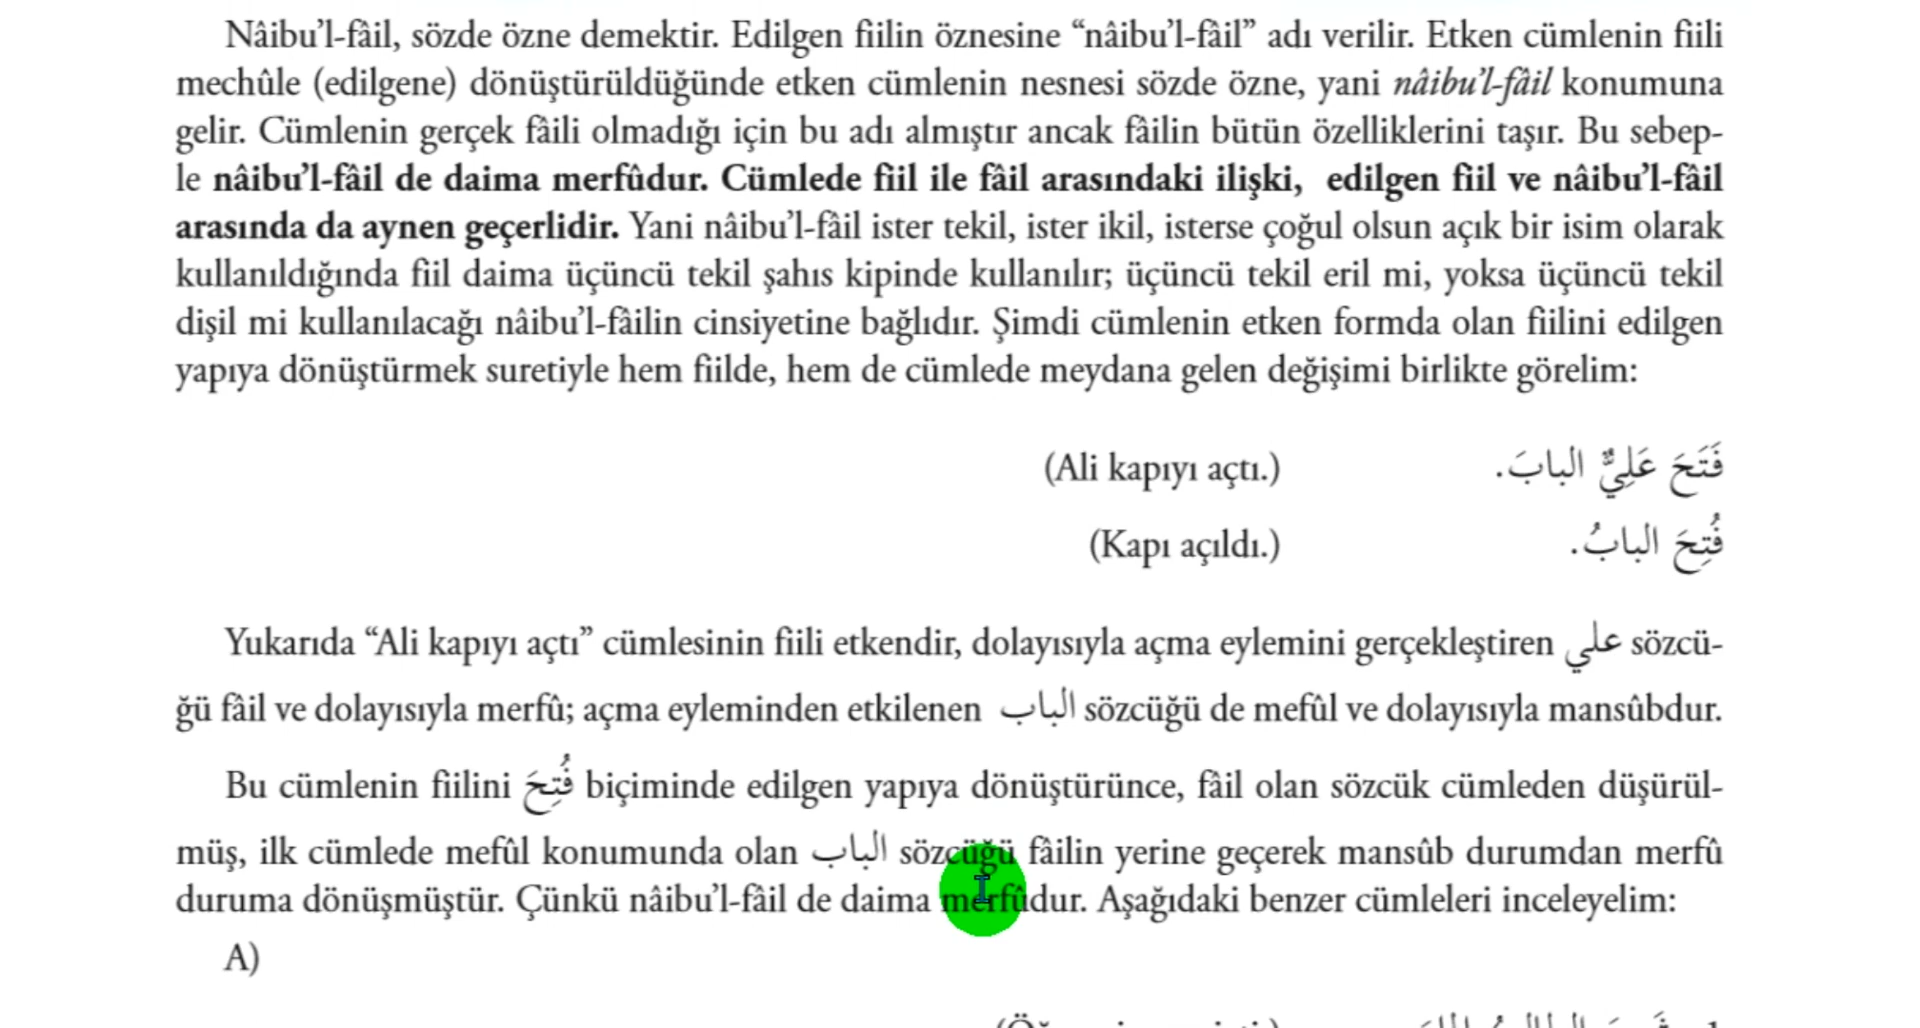 Nâibu’l-fâil, sözde özne demektir. Edilgen fiilin öznesine “nâibu’l-fâil” adı verilir. Etken cümlenin fiili
mechûle (edilgene) dönüştürüldüğünde etken cümlenin nesnesi sözde özne, yani nâibu’l-fâil konumuna
gelir. Cümlenin gerçek fâili olmadığı için bu adı almıştır ancak fâilin bütün özelliklerini taşır. Bu sebep-
le nâibu’l-fâil de daima merfûdur. Cümlede fiil ile fâil arasındaki ilişki, edilgen fiil ve nâibu’l-fâil
arasında da aynen geçerlidir. Yani nâibu’l-fâil ister tekil, ister ikil, isterse çoğul olsun açık bir isim olarak
kullanıldığında fiil daima üçüncü tekil şahıs kipinde kullanılır; üçüncü tekil eril mi, yoksa üçüncü tekil
dişil mi kullanılacağı nâibu’l-fâilin cinsiyetine bağlıdır. Şimdi cümlenin etken formda olan fiilini edilgen
yapıya dönüştürmek suretiyle hem fiilde, hem de cümlede meydana gelen değişimi birlikte görelim:
(Ali kapıyı açtı.) فَتَحَ عَلِيٌّ البابَ.
(Kapı açıldı.) فُتِحَ البابُ.
Yukarıda “Ali kapıyı açtı” cümlesinin fiili etkendir, dolayısıyla açma eylemini gerçekleştiren علي sözcü-
ğü fâil ve dolayısıyla merfû; açma eyleminden etkilenen الباب sözcüğü de mefûl ve dolayısıyla mansûbdur.
Bu cümlenin fiilini فُتِحَ biçiminde edilgen yapıya dönüştürünce, fâil olan sözcük cümleden düşürül-
müş, ilk cümlede mefûl konumunda olan الباب sözcüğü fâilin yerine geçerek mansûb durumdan merfû
duruma dönüşmüştür. Çünkü nâibu’l-fâil de daima merfûdur. Aşağıdaki benzer cümleleri inceleyelim:
A)